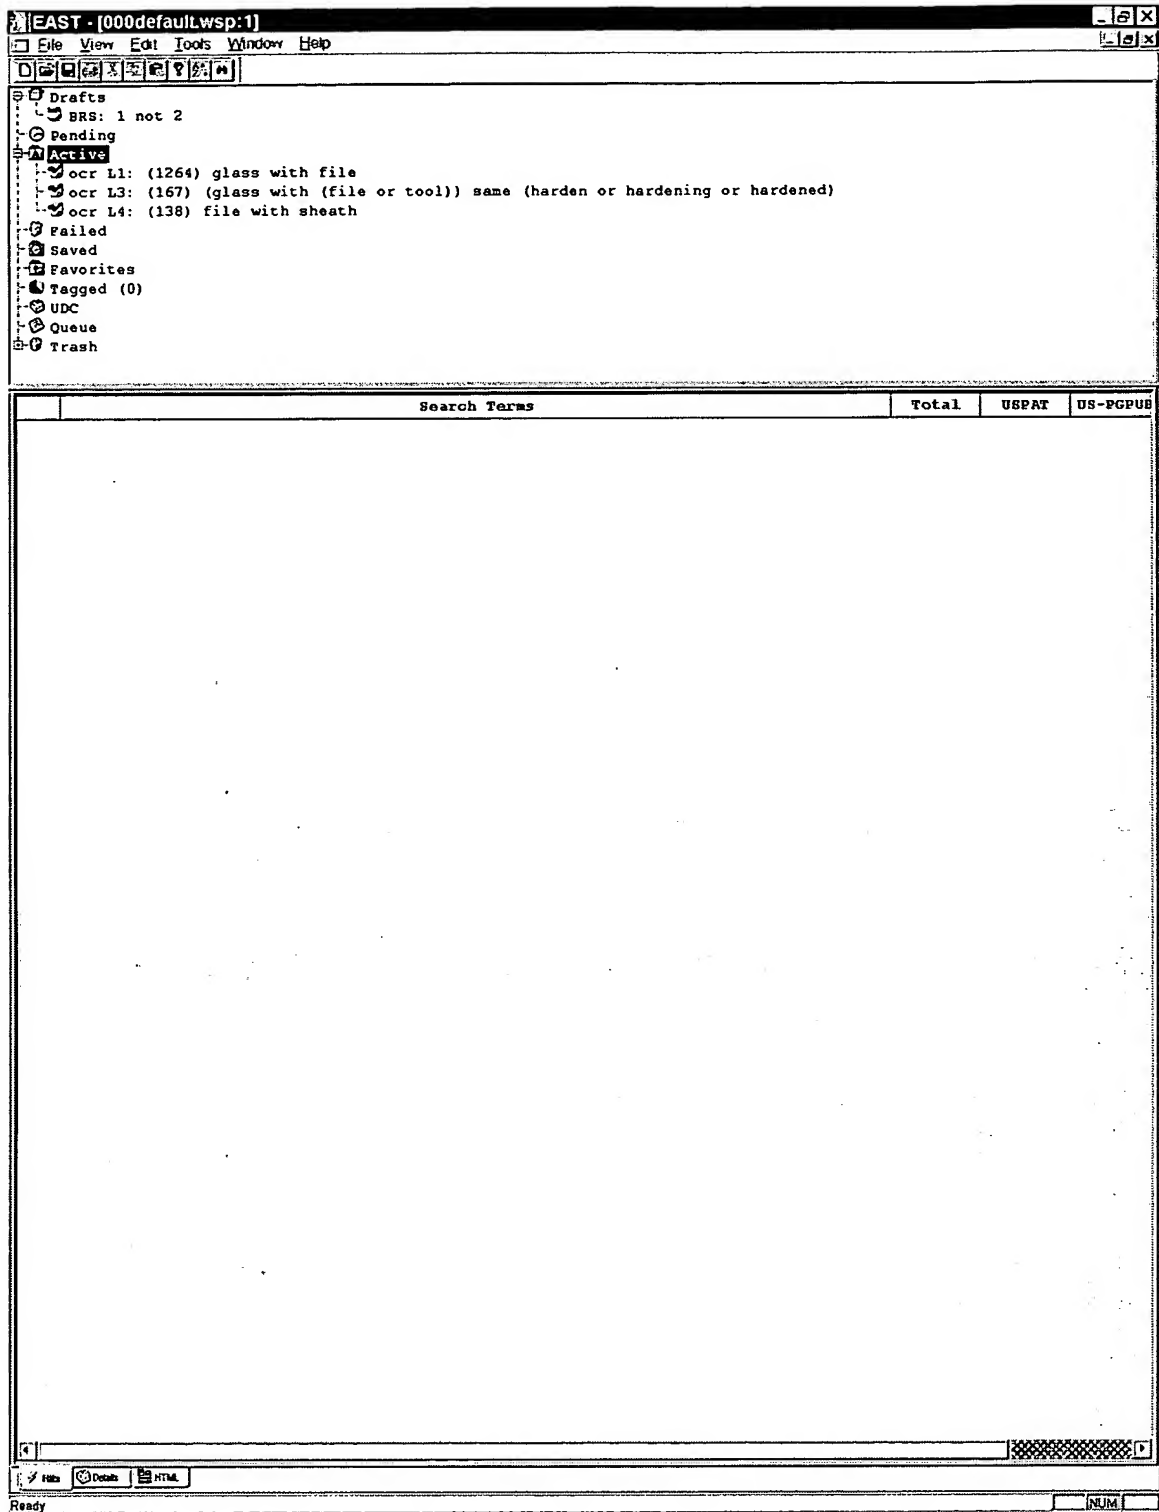 EAST - [000default.wsp:1]
File View Edit Tools Window Help
Drafts
BRS: 1 not 2
Pending
Active
ocr L1: (1264) glass with file
ocr L3: (167) (glass with (file or tool)) same (harden or hardening or hardened)
ocr L4: (138) file with sheath
Failed
Saved
Favorites
Tagged (0)
UDC
Queue
Trash
Search Terms Total USPAT US-PGPUB
Hits Details HTML
Ready NUM